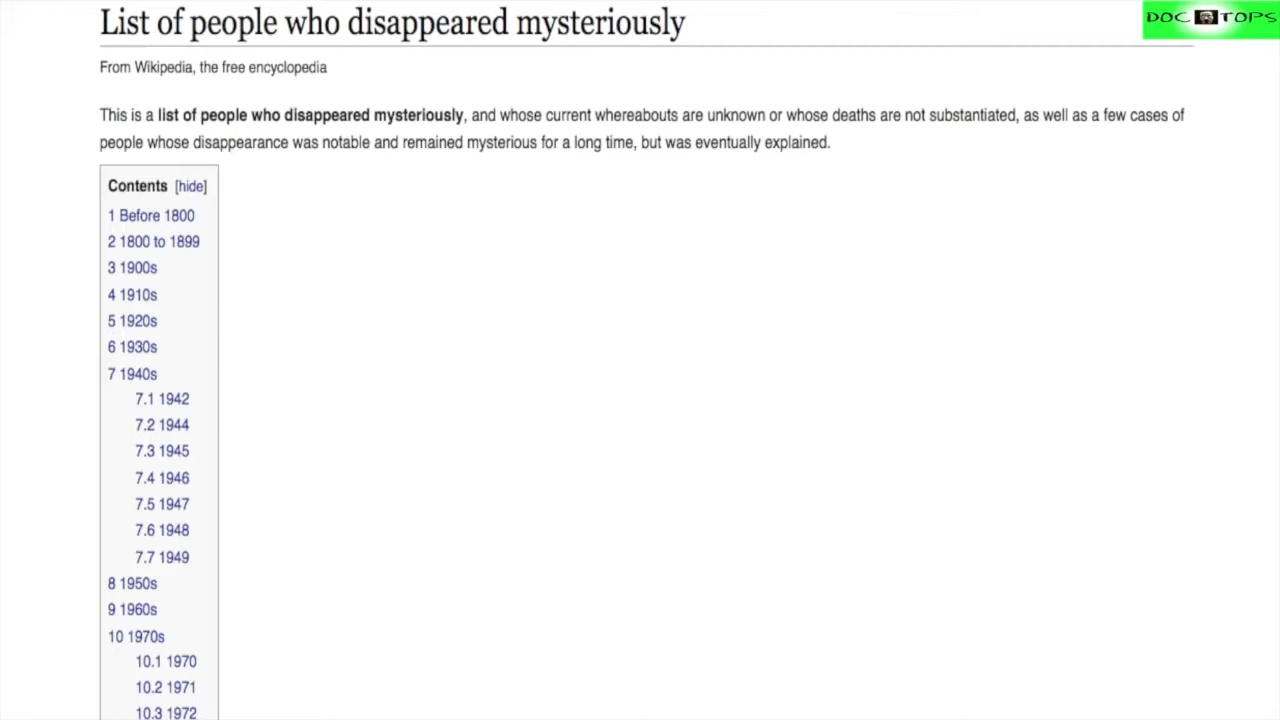 List of people who disappeared mysteriously
DOC TOPS
From Wikipedia, the free encyclopedia
This is a list of people who disappeared mysteriously, and whose current whereabouts are unknown or whose deaths are not substantiated, as well as a few cases of
people whose disappearance was notable and remained mysterious for a long time, but was eventually explained.
Contents [hide]
1 Before 1800
2 1800 to 1899
3 1900s
4 1910s
5 1920s
6 1930s
7 1940s
7.1 1942
7.2 1944
7.3 1945
7.4 1946
7.5 1947
7.6 1948
7.7 1949
8 1950s
9 1960s
10 1970s
10.1 1970
10.2 1971
10.3 1972